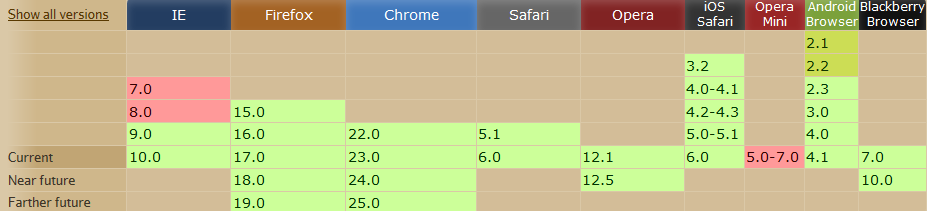 Show all versions IE Firefox Chrome Safari Opera iOS Safari Opera Mini Android Browser Blackberry Browser
2.1
3.2 2.2
7.0 4.0-4.1 2.3
8.0 15.0 4.2-4.3 3.0
9.0 16.0 22.0 5.1 5.0-5.1 4.0
Current 10.0 17.0 23.0 6.0 12.1 6.0 5.0-7.0 4.1 7.0
Near future 18.0 24.0 12.5 10.0
Farther future 19.0 25.0